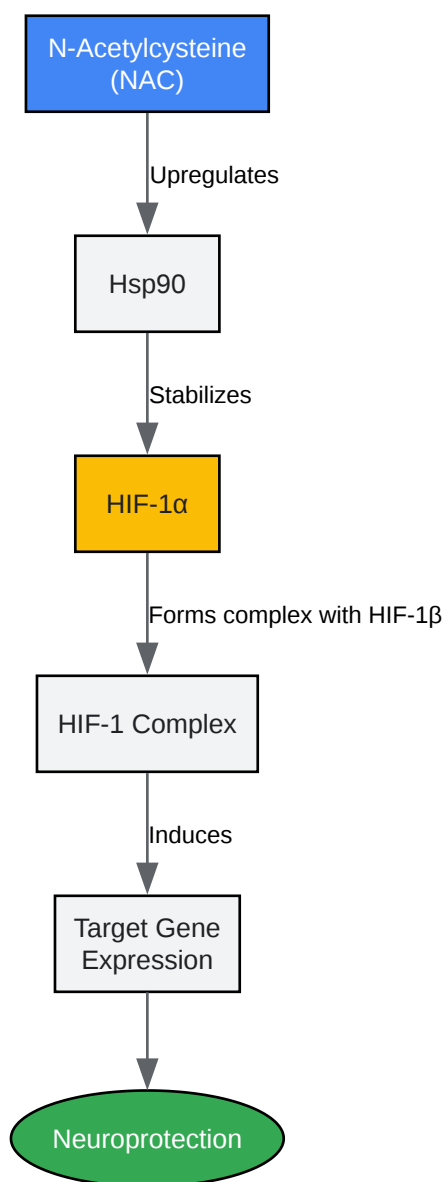 N-Acetylcysteine
(NAC)
Upregulates
Hsp90
Stabilizes
HIF-1α
Forms complex with HIF-1β
HIF-1 Complex
Induces
Target Gene
Expression
Neuroprotection